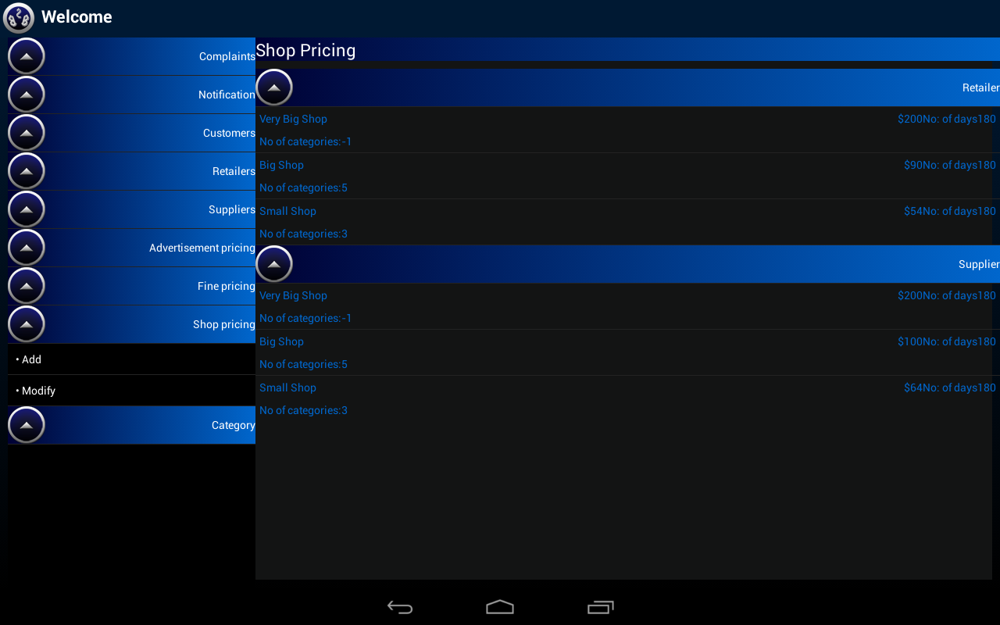 Welcome
Complaints
Notification
Customers
Retailers
Suppliers
Advertisement pricing
Fine pricing
Shop pricing
• Add
• Modify
Category
Shop Pricing
Retailer
Very Big Shop $200No: of days180
No of categories:-1
Big Shop $90No: of days180
No of categories:5
Small Shop $54No: of days180
No of categories:3
Supplier
Very Big Shop $200No: of days180
No of categories:-1
Big Shop $100No: of days180
No of categories:5
Small Shop $64No: of days180
No of categories:3